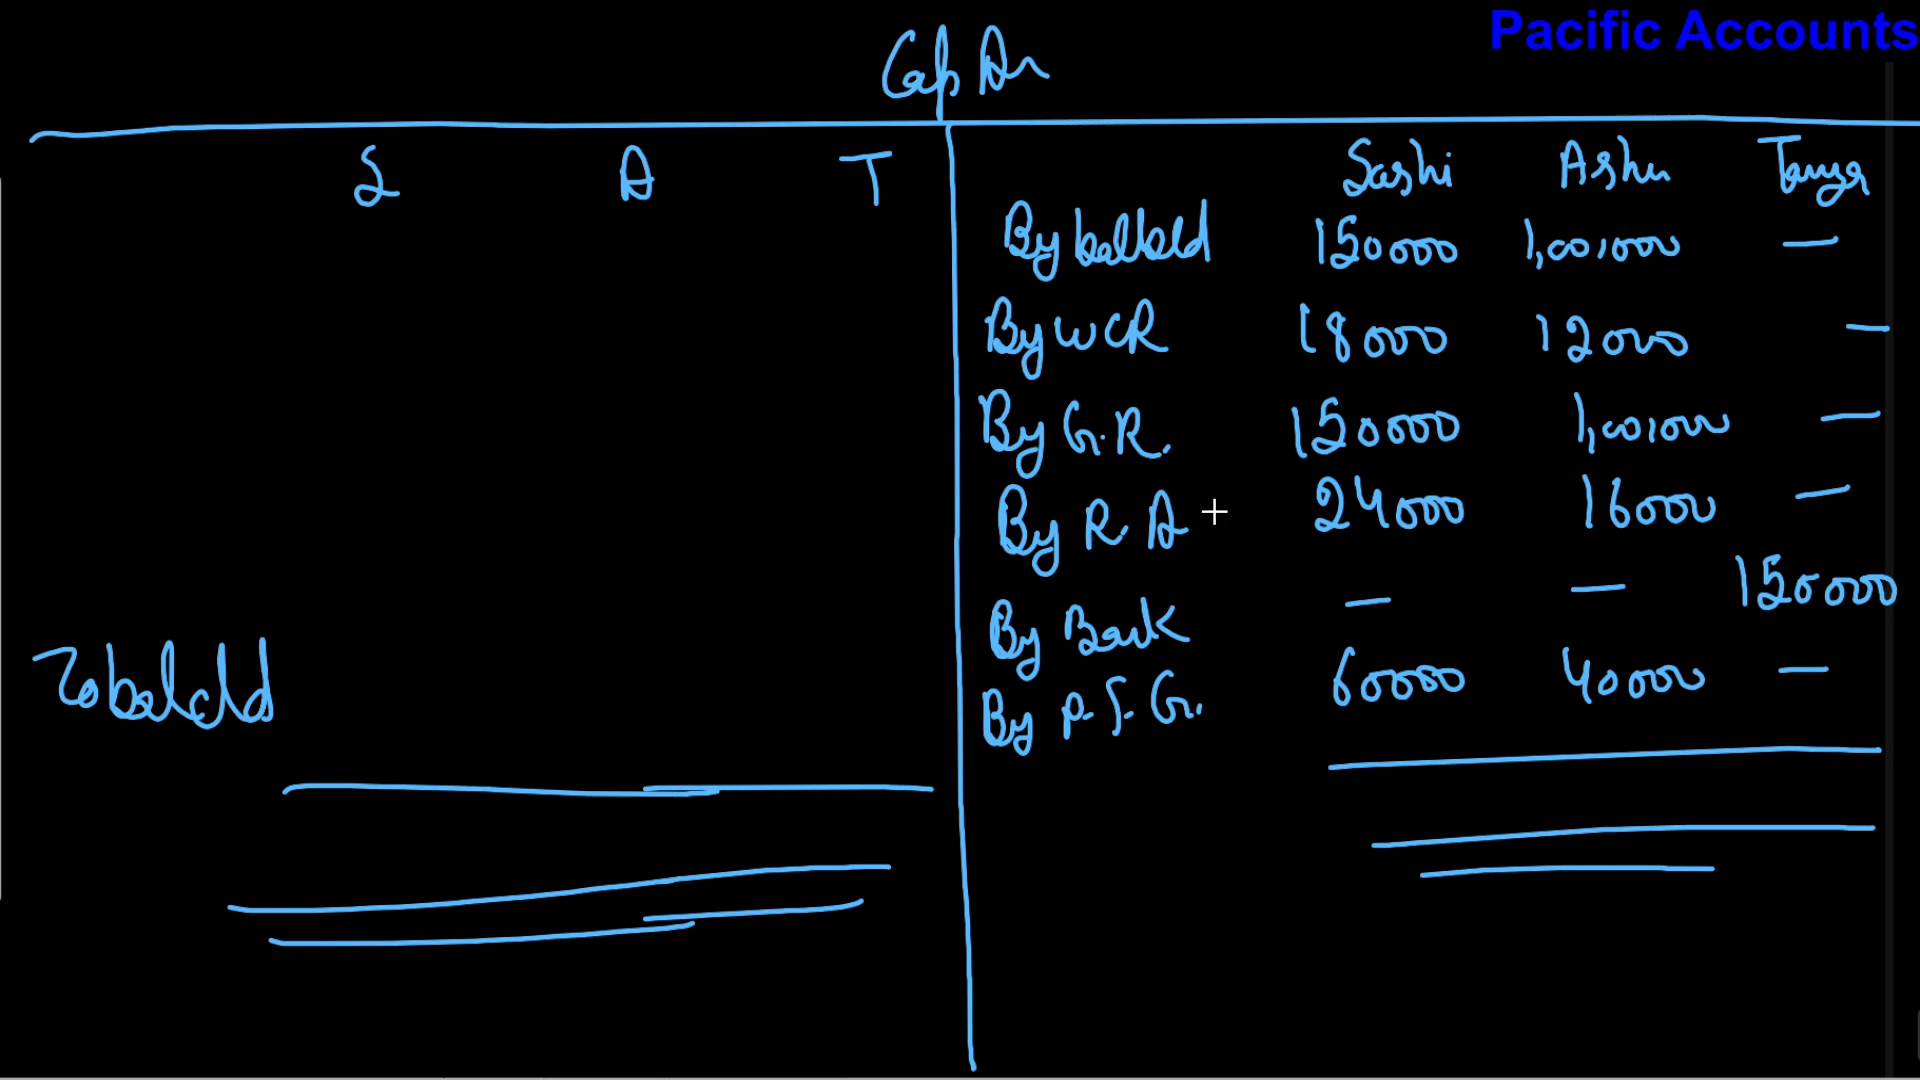 Pacific Accounts
Cap A/c
S A T
Sashi Ashu Tanya
By bal b/d 150000 1,00,000 —
By WCR 18000 12000 —
By G.R. 150000 1,00,000 —
By R. A 24000 16000 —
By Bank — — 150000
By P.F.G. 60000 40000 —
To bal c/d